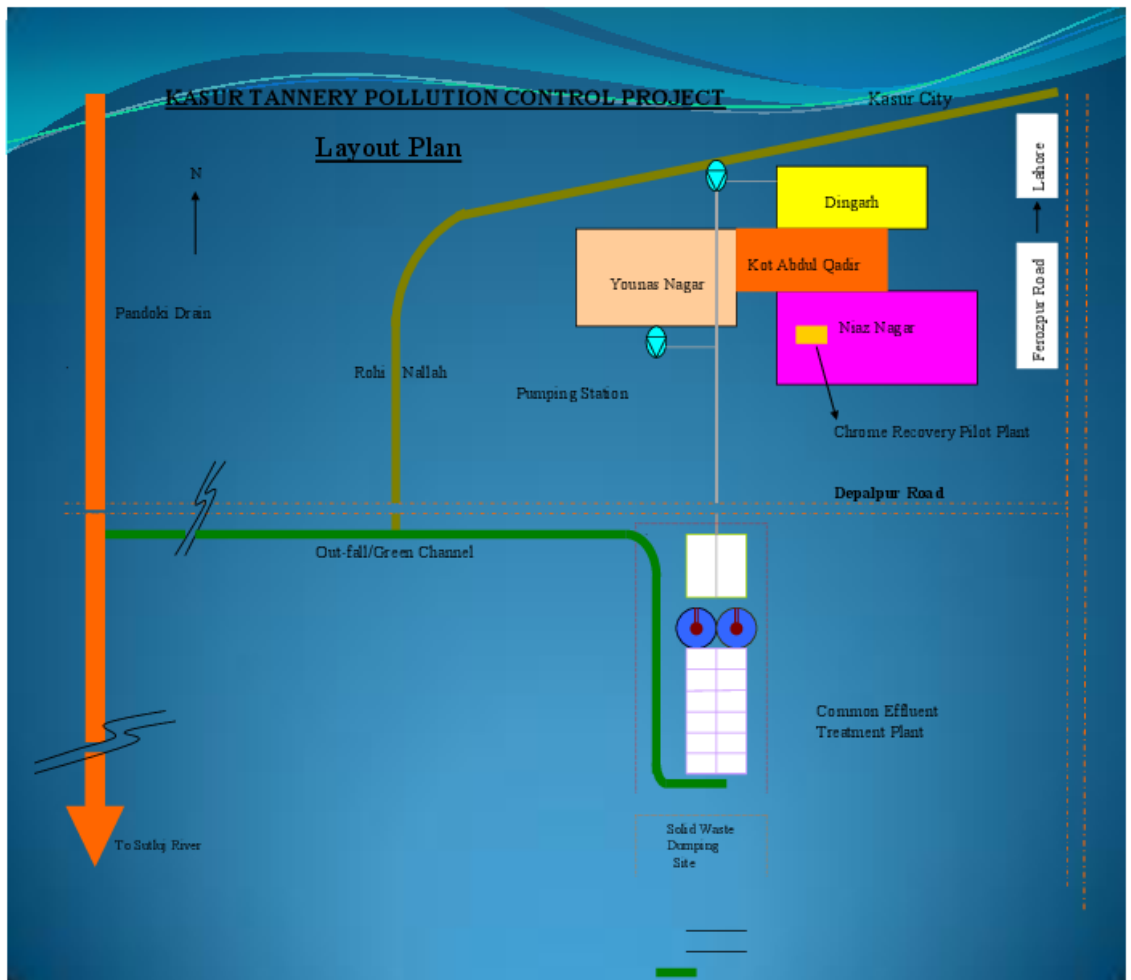 KASUR TANNERY POLLUTION CONTROL PROJECT
Kasur City
Layout Plan
N
Lahore
Dingarh
Kot Abdul Qadir
Younas Nagar
Ferozpur Road
Pandoki Drain
Niaz Nagar
Rohi Nallah
Pumping Station
Chrome Recovery Pilot Plant
Depalpur Road
Out-fall/Green Channel
Common Effluent
Treatment Plant
Solid Waste
Dumping
Site
To Sutluj River